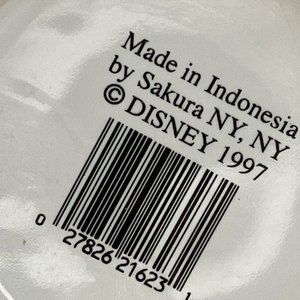 Made in Indonesia
by Sakura NY, NY
© DISNEY 1997
0 27826 21623 1